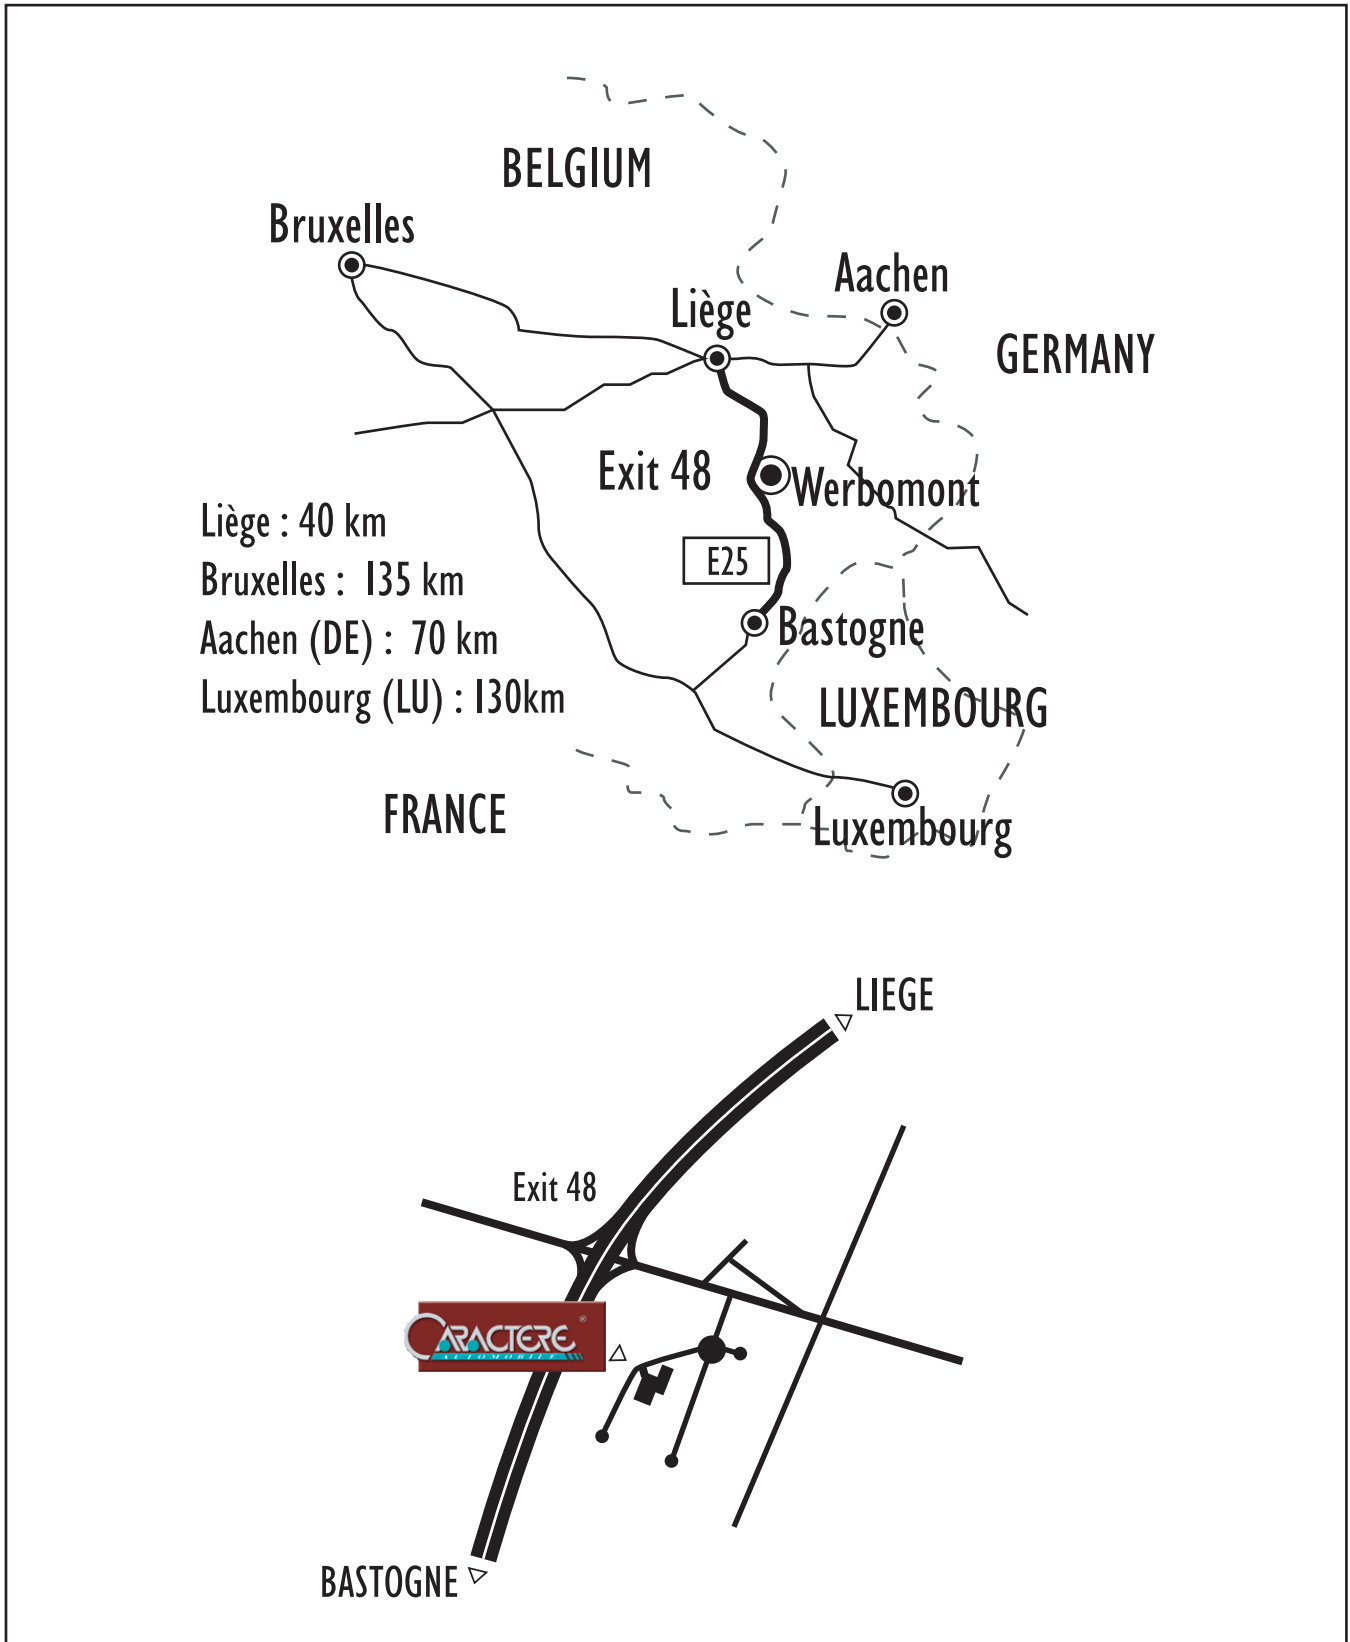 BELGIUM
Bruxelles
Aachen
Liège
GERMANY
Exit 48
Werbomont
Liège : 40 km
E25
Bruxelles : 135 km
Bastogne
Aachen (DE) : 70 km
Luxembourg (LU) : 130km
LUXEMBOURG
FRANCE
Luxembourg
LIEGE
Exit 48
CARACTERE ®
AUTOMOBILE
BASTOGNE